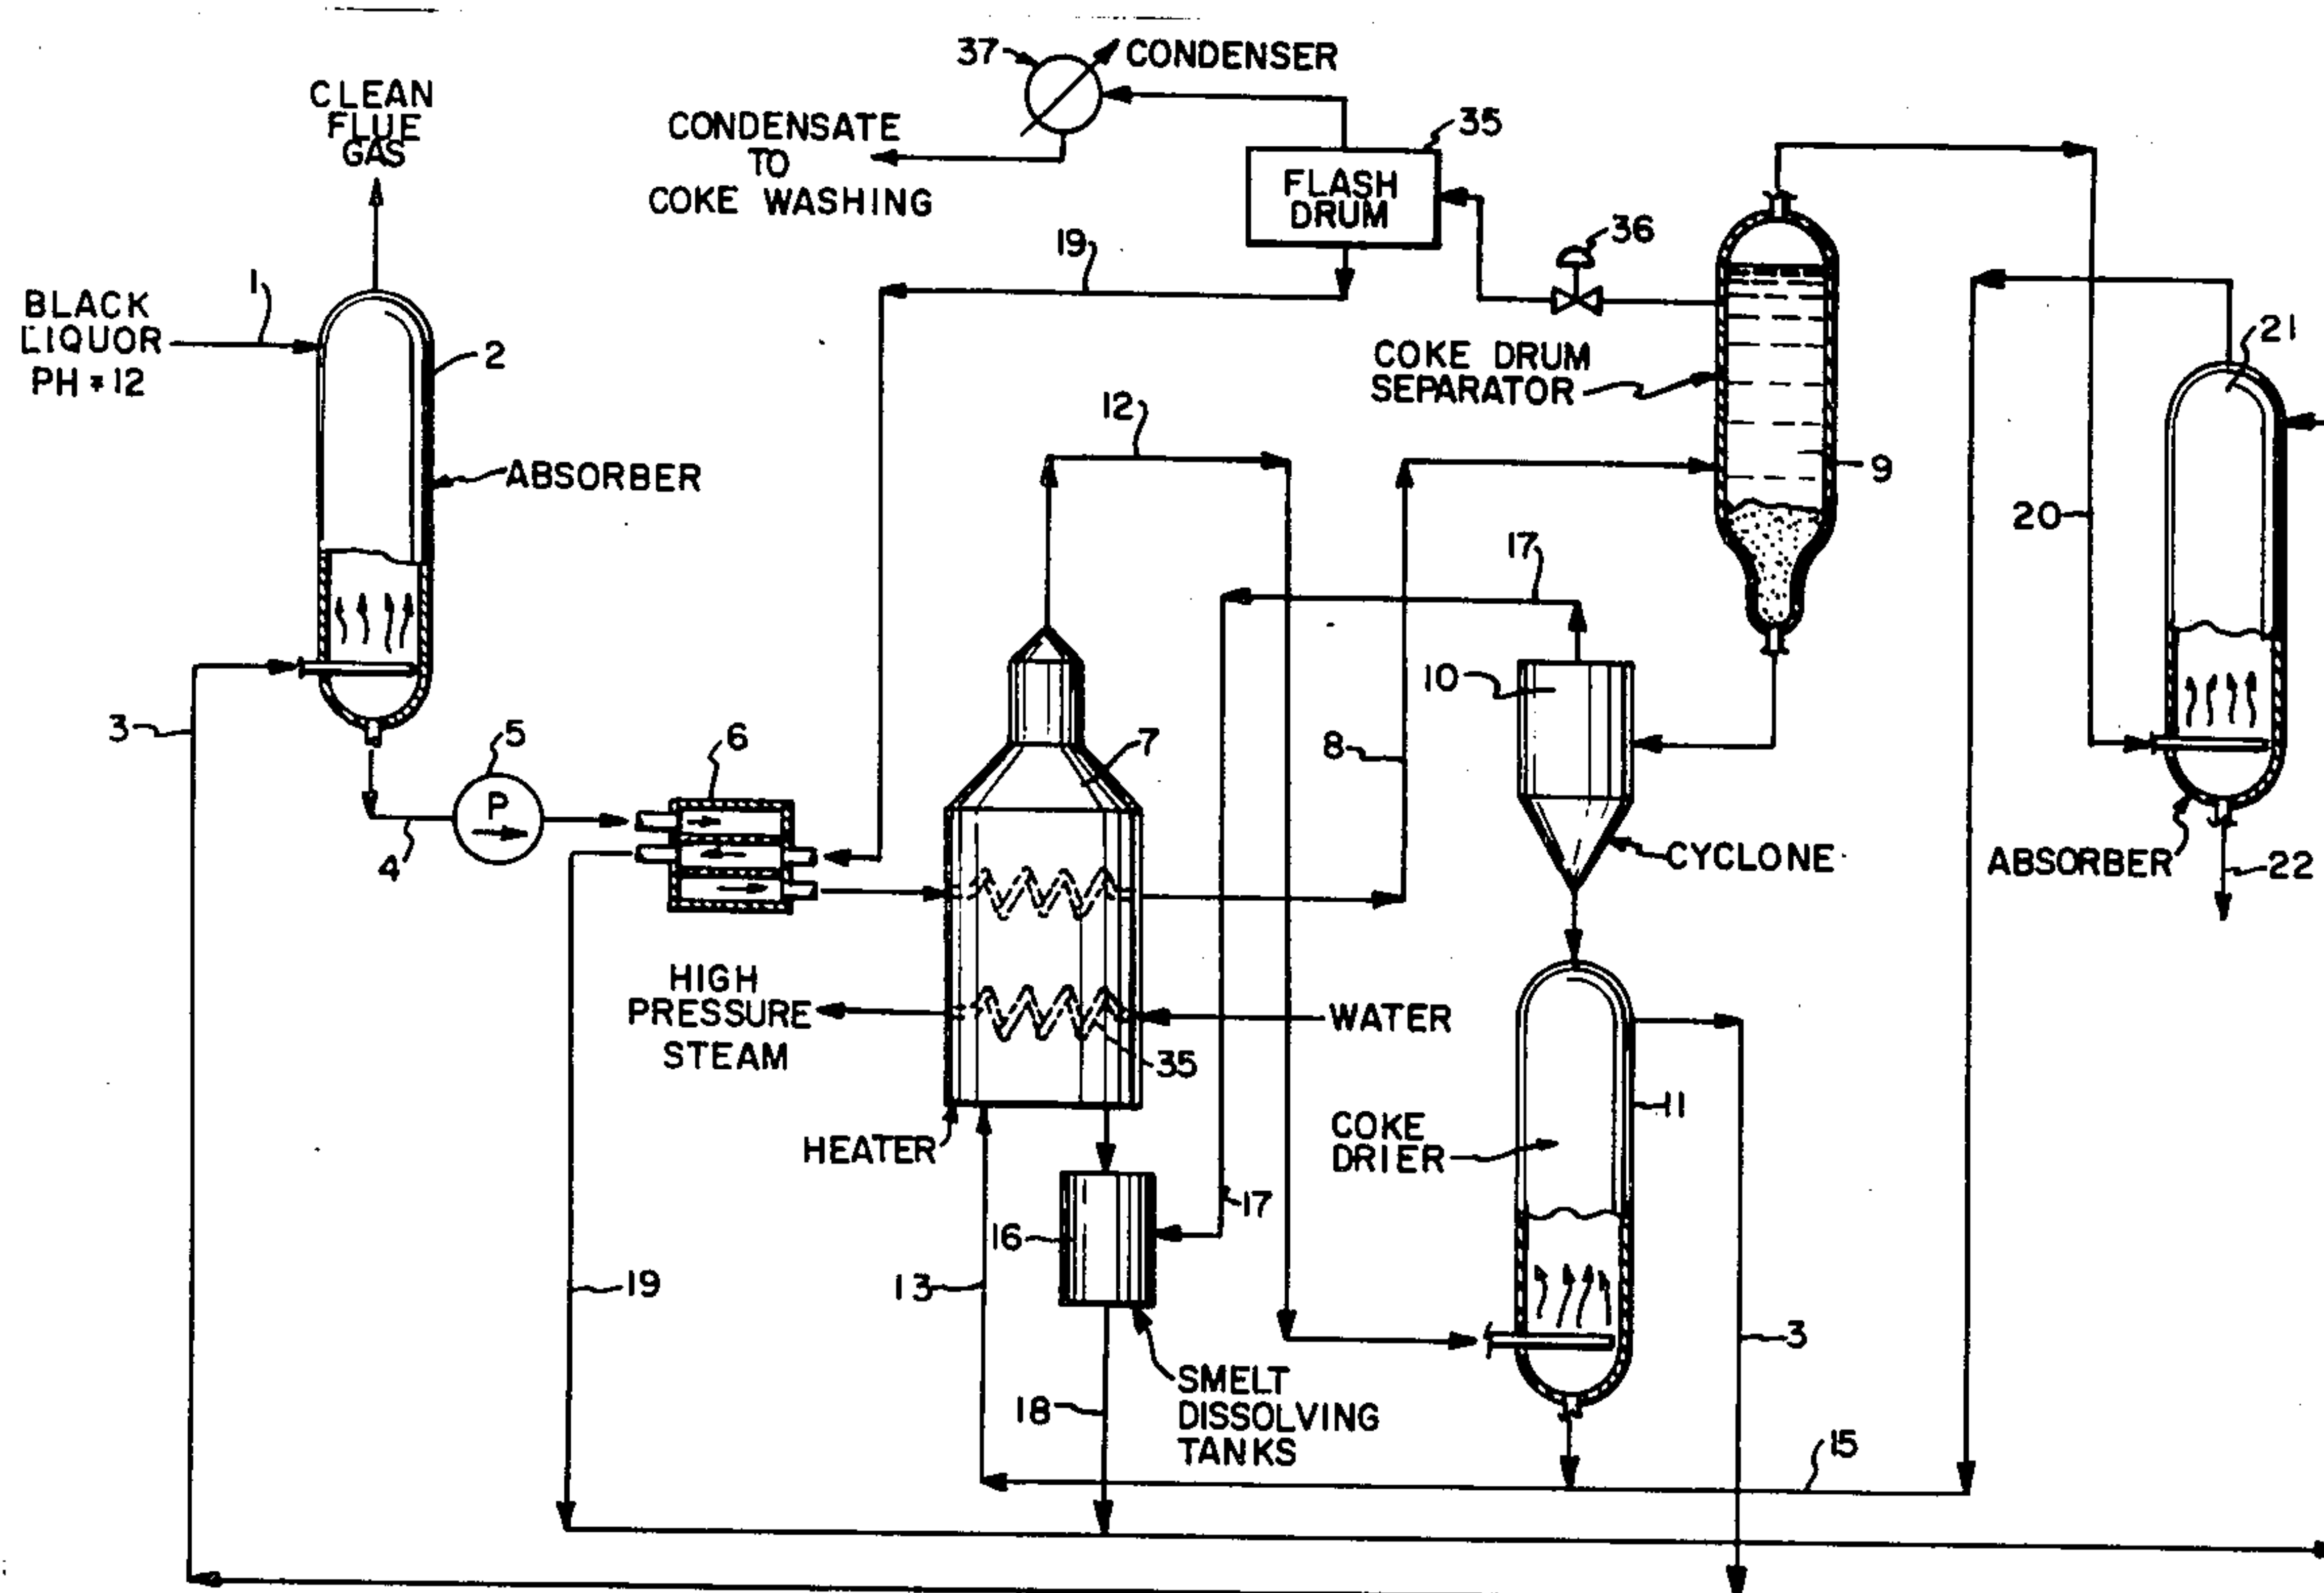 37
CONDENSER
CLEAN
FLUE
GAS
CONDENSATE
TO
COKE WASHING
35
FLASH
DRUM
36
19
1
BLACK
LIQUOR
PH = 12
2
COKE DRUM
SEPARATOR
21
12
ABSORBER
9
20
17
10
3
5
P
6
7
8
4
CYCLONE
ABSORBER
22
HIGH
PRESSURE
STEAM
WATER
35
HEATER
COKE
DRIER
11
16
17
19
13
3
SMELT
DISSOLVING
TANKS
18
15